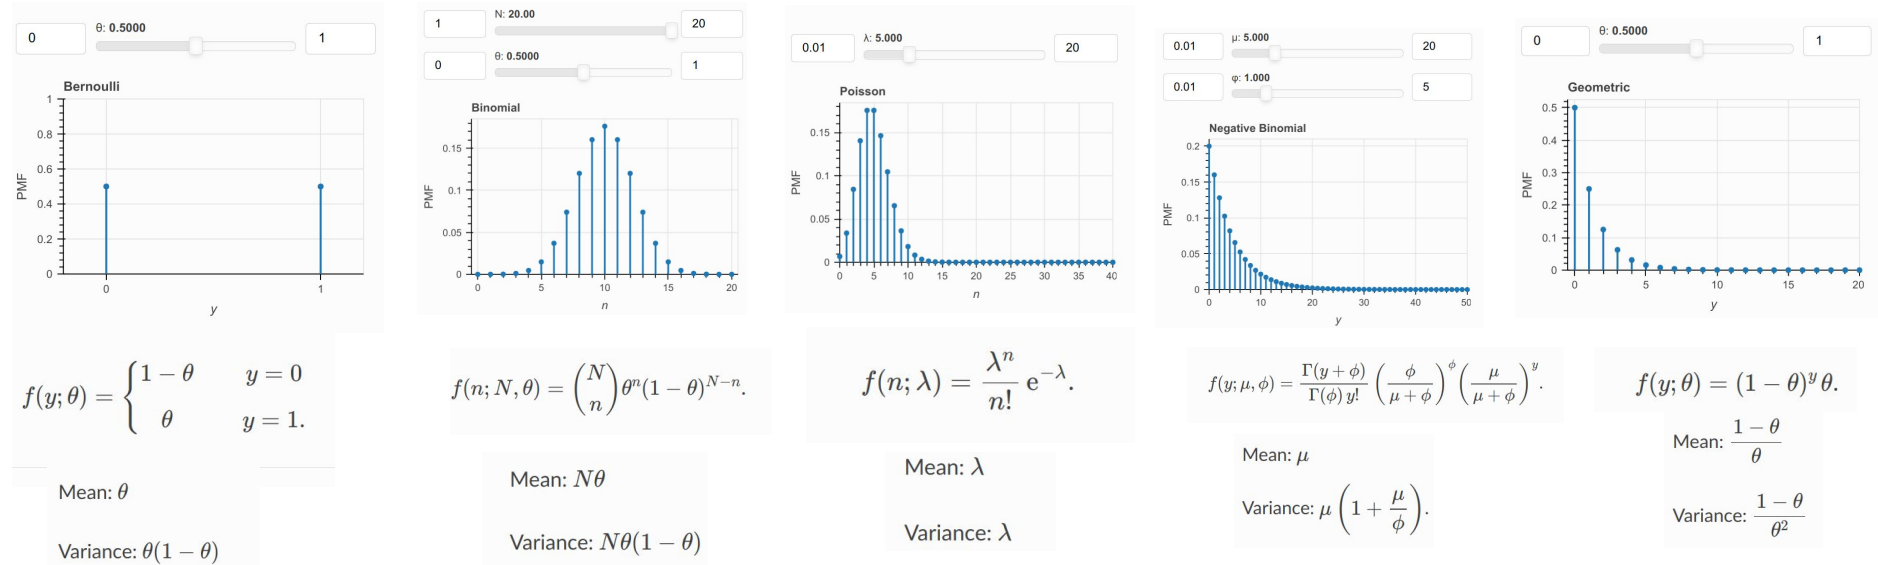 0
θ: 0.5000
1
Bernoulli
1
0.8
0.6
0.4
0.2
0
PMF
0 1
y
f(y; θ) = { 1 − θ y = 0
θ y = 1.
Mean: θ
Variance: θ(1 − θ)
1
N: 20.00
20
0
θ: 0.5000
1
Binomial
0.15
0.1
0.05
0
PMF
0 5 10 15 20
n
f(n; N, θ) = (N n) θⁿ(1 − θ)ᴺ⁻ⁿ.
Mean: Nθ
Variance: Nθ(1 − θ)
0.01
λ: 5.000
20
Poisson
0.15
0.1
0.05
0
PMF
0 5 10 15 20 25 30 35 40
n
f(n; λ) = λⁿ/n! e^−λ.
Mean: λ
Variance: λ
0.01
μ: 5.000
20
0.01
φ: 1.000
5
Negative Binomial
0.2
0.15
0.1
0.05
0
PMF
0 10 20 30 40 50
y
f(y; μ, ϕ) = Γ(y + ϕ)/(Γ(ϕ) y!) (ϕ/(μ + ϕ))^ϕ (μ/(μ + ϕ))^y.
Mean: μ
Variance: μ (1 + μ/ϕ).
0
θ: 0.5000
1
Geometric
0.5
0.4
0.3
0.2
0.1
0
PMF
0 5 10 15 20
y
f(y; θ) = (1 − θ)^y θ.
Mean: (1 − θ)/θ
Variance: (1 − θ)/θ²